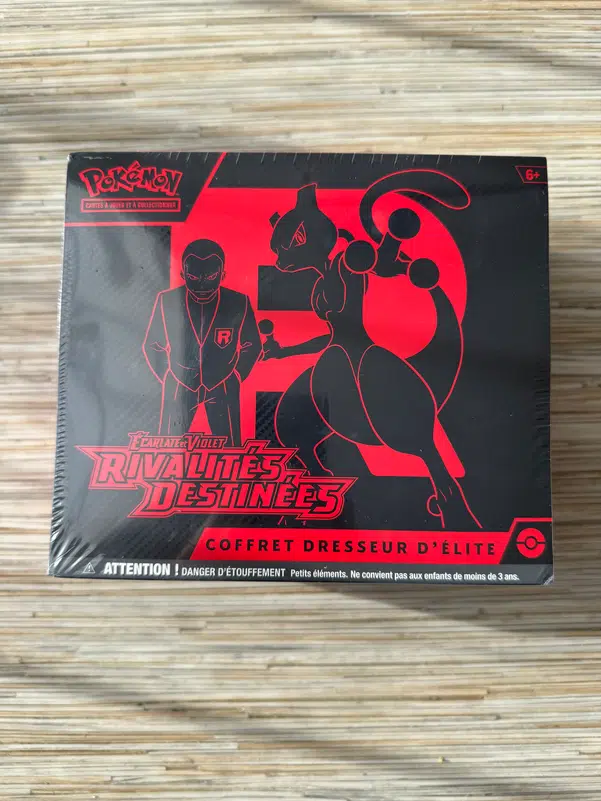 POKéMON
CARTES À JOUER ET À COLLECTIONNER
6+
R
ÉCARLATE ET VIOLET
RIVALITÉS
DESTINÉES
COFFRET DRESSEUR D'ÉLITE
ATTENTION ! DANGER D'ÉTOUFFEMENT Petits éléments. Ne convient pas aux enfants de moins de 3 ans.